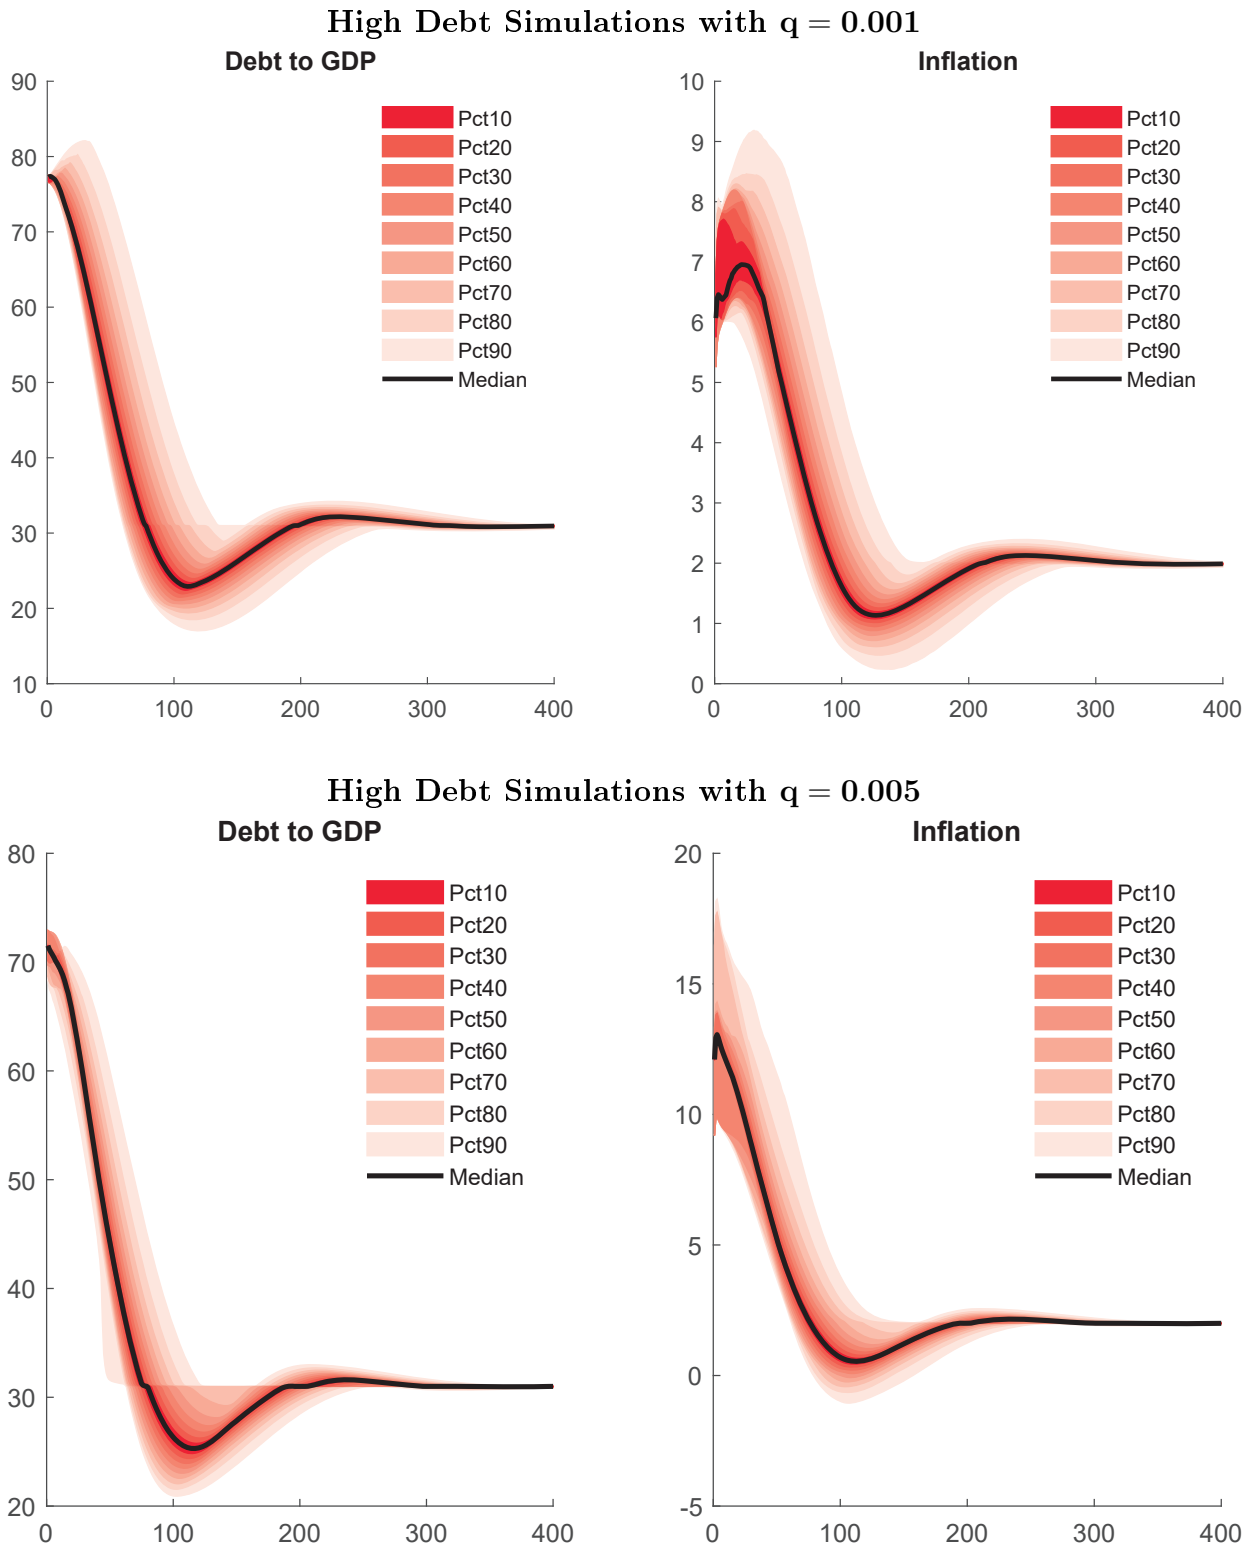 High Debt Simulations with q = 0.001
Debt to GDP
90
80
70
60
50
40
30
20
10
0 100 200 300 400
Pct10
Pct20
Pct30
Pct40
Pct50
Pct60
Pct70
Pct80
Pct90
Median
Inflation
10
9
8
7
6
5
4
3
2
1
0
0 100 200 300 400
Pct10
Pct20
Pct30
Pct40
Pct50
Pct60
Pct70
Pct80
Pct90
Median
High Debt Simulations with q = 0.005
Debt to GDP
80
70
60
50
40
30
20
0 100 200 300 400
Pct10
Pct20
Pct30
Pct40
Pct50
Pct60
Pct70
Pct80
Pct90
Median
Inflation
20
15
10
5
0
-5
0 100 200 300 400
Pct10
Pct20
Pct30
Pct40
Pct50
Pct60
Pct70
Pct80
Pct90
Median